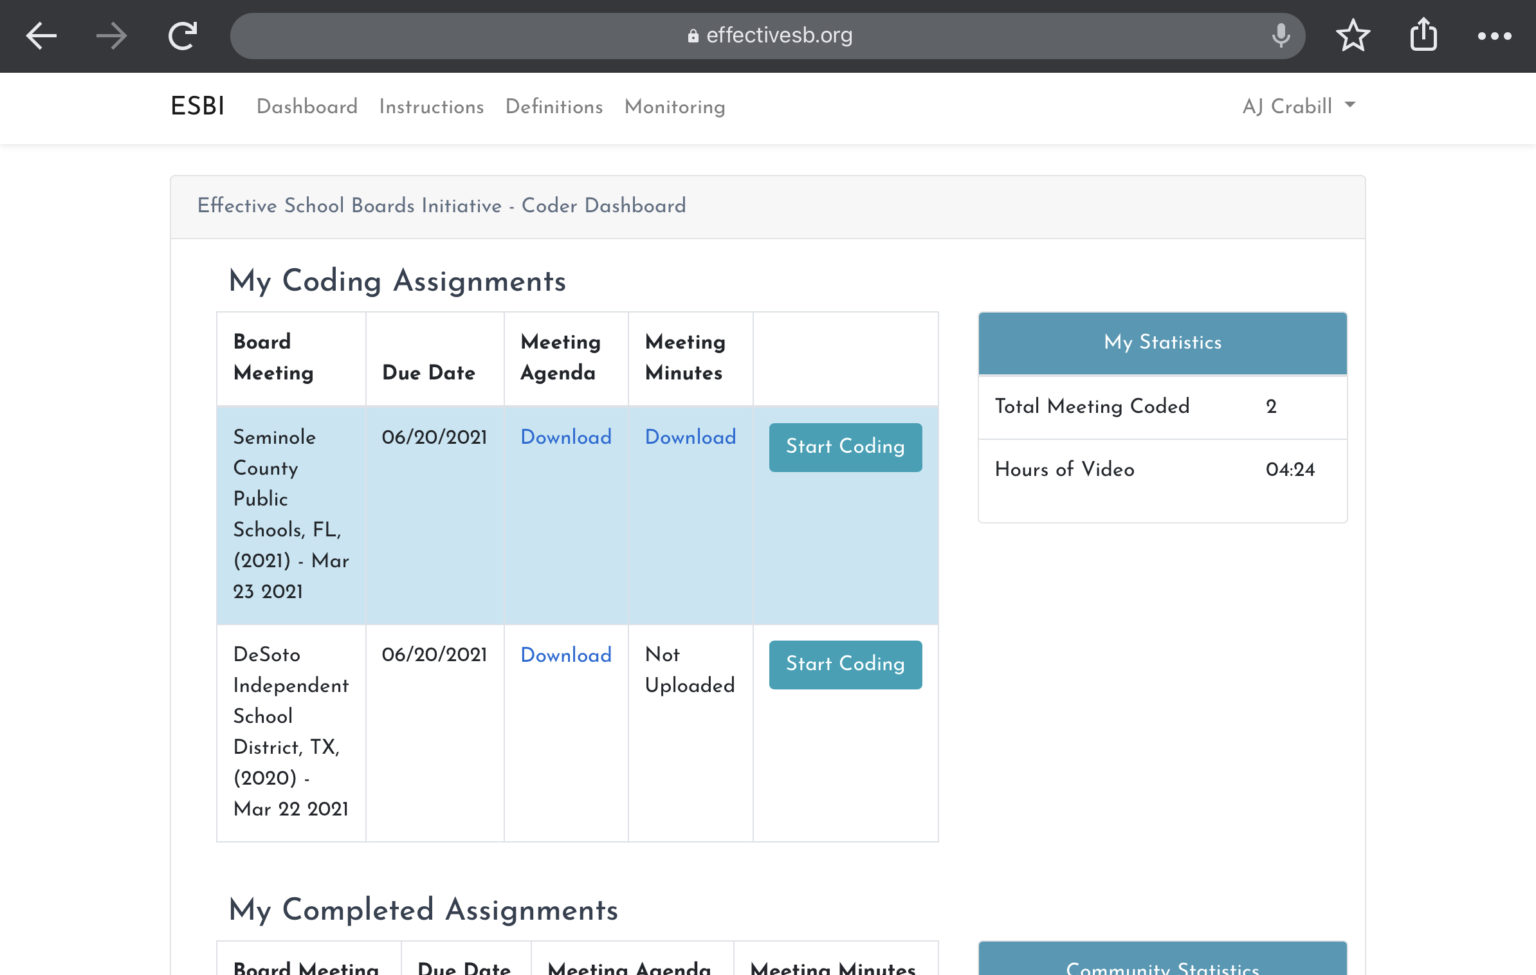 effectivesb.org
ESBI Dashboard Instructions Definitions Monitoring AJ Crabill
Effective School Boards Initiative - Coder Dashboard
My Coding Assignments
Board
Meeting
Due Date
Meeting
Agenda
Meeting
Minutes
Seminole
County
Public
Schools, FL,
(2021) - Mar
23 2021
06/20/2021
Download
Download
Start Coding
DeSoto
Independent
School
District, TX,
(2020) -
Mar 22 2021
06/20/2021
Download
Not
Uploaded
Start Coding
My Statistics
Total Meeting Coded 2
Hours of Video 04:24
My Completed Assignments
Board Meeting Due Date Meeting Agenda Meeting Minutes
Community Statistics